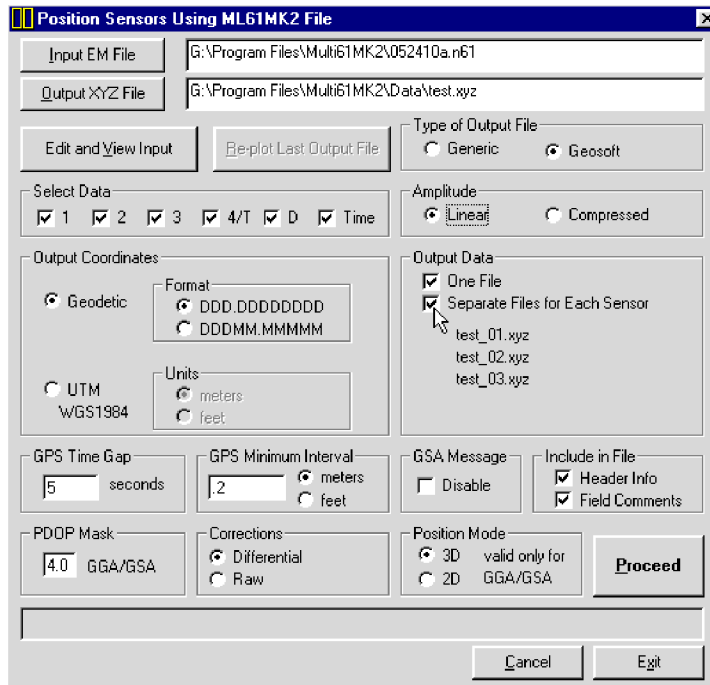 Position Sensors Using ML61MK2 File
Input EM File
G:\Program Files\Multi61MK2\052410a.n61
Output XYZ File
G:\Program Files\Multi61MK2\Data\test.xyz
Edit and View Input
Re-plot Last Output File
Type of Output File
Generic
Geosoft
Select Data
1 2 3 4/T D Time
Amplitude
Linear
Compressed
Output Coordinates
Geodetic
Format
DDD.DDDDDDDD
DDDMM.MMMMM
UTM
WGS1984
Units
meters
feet
Output Data
One File
Separate Files for Each Sensor
test_01.xyz
test_02.xyz
test_03.xyz
GPS Time Gap
5 seconds
GPS Minimum Interval
.2
meters
feet
GSA Message
Disable
Include in File
Header Info
Field Comments
PDOP Mask
4.0 GGA/GSA
Corrections
Differential
Raw
Position Mode
3D valid only for
2D GGA/GSA
Proceed
Cancel
Exit